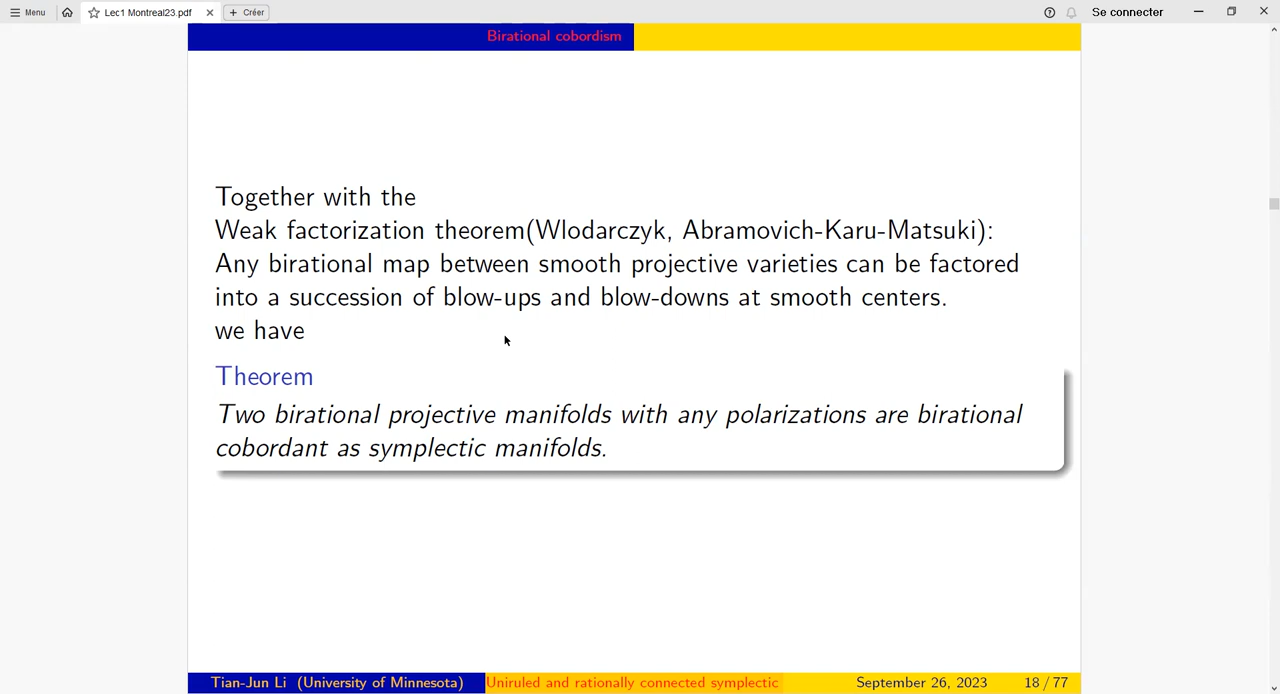 Menu
Lec1 Montreal23.pdf
Créer
Se connecter
Birational cobordism
Together with the
Weak factorization theorem(Wlodarczyk, Abramovich-Karu-Matsuki):
Any birational map between smooth projective varieties can be factored
into a succession of blow-ups and blow-downs at smooth centers.
we have
Theorem
Two birational projective manifolds with any polarizations are birational
cobordant as symplectic manifolds.
Tian-Jun Li (University of Minnesota)
Uniruled and rationally connected symplectic
September 26, 2023
18 / 77